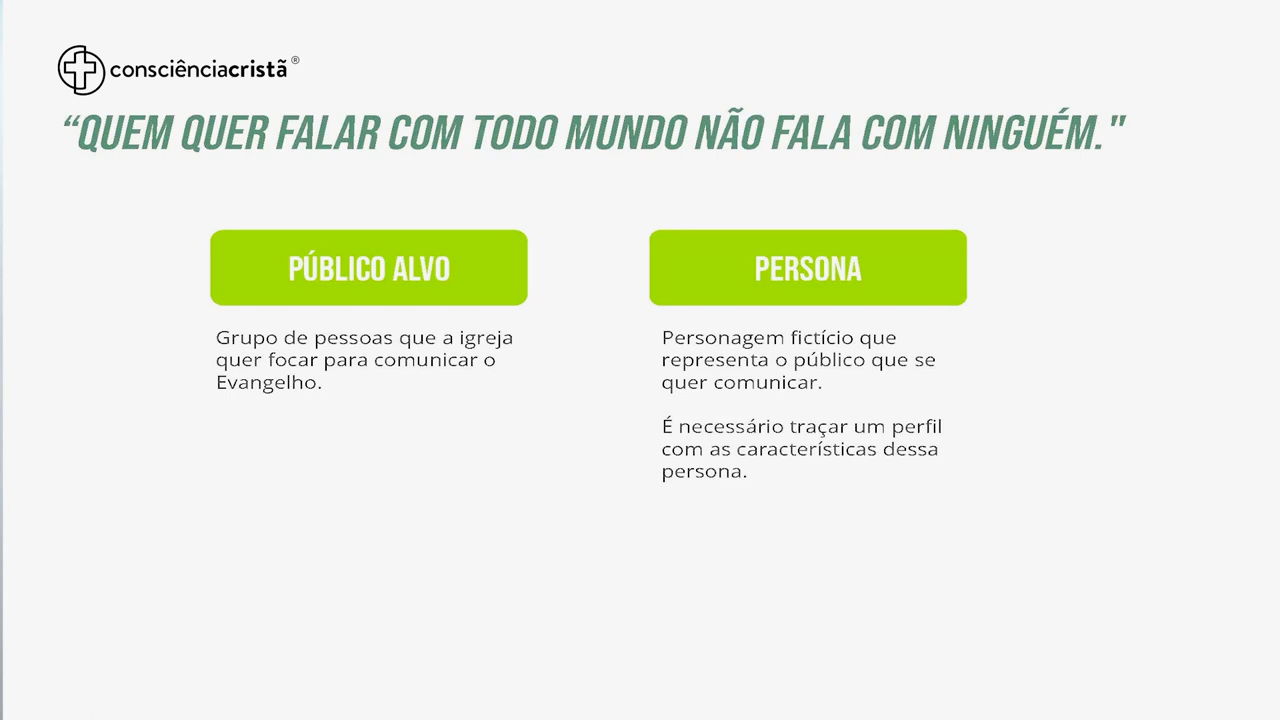 consciênciacristã®
“QUEM QUER FALAR COM TODO MUNDO NÃO FALA COM NINGUÉM."
PÚBLICO ALVO
Grupo de pessoas que a igreja
quer focar para comunicar o
Evangelho.
PERSONA
Personagem fictício que
representa o público que se
quer comunicar.
É necessário traçar um perfil
com as características dessa
persona.